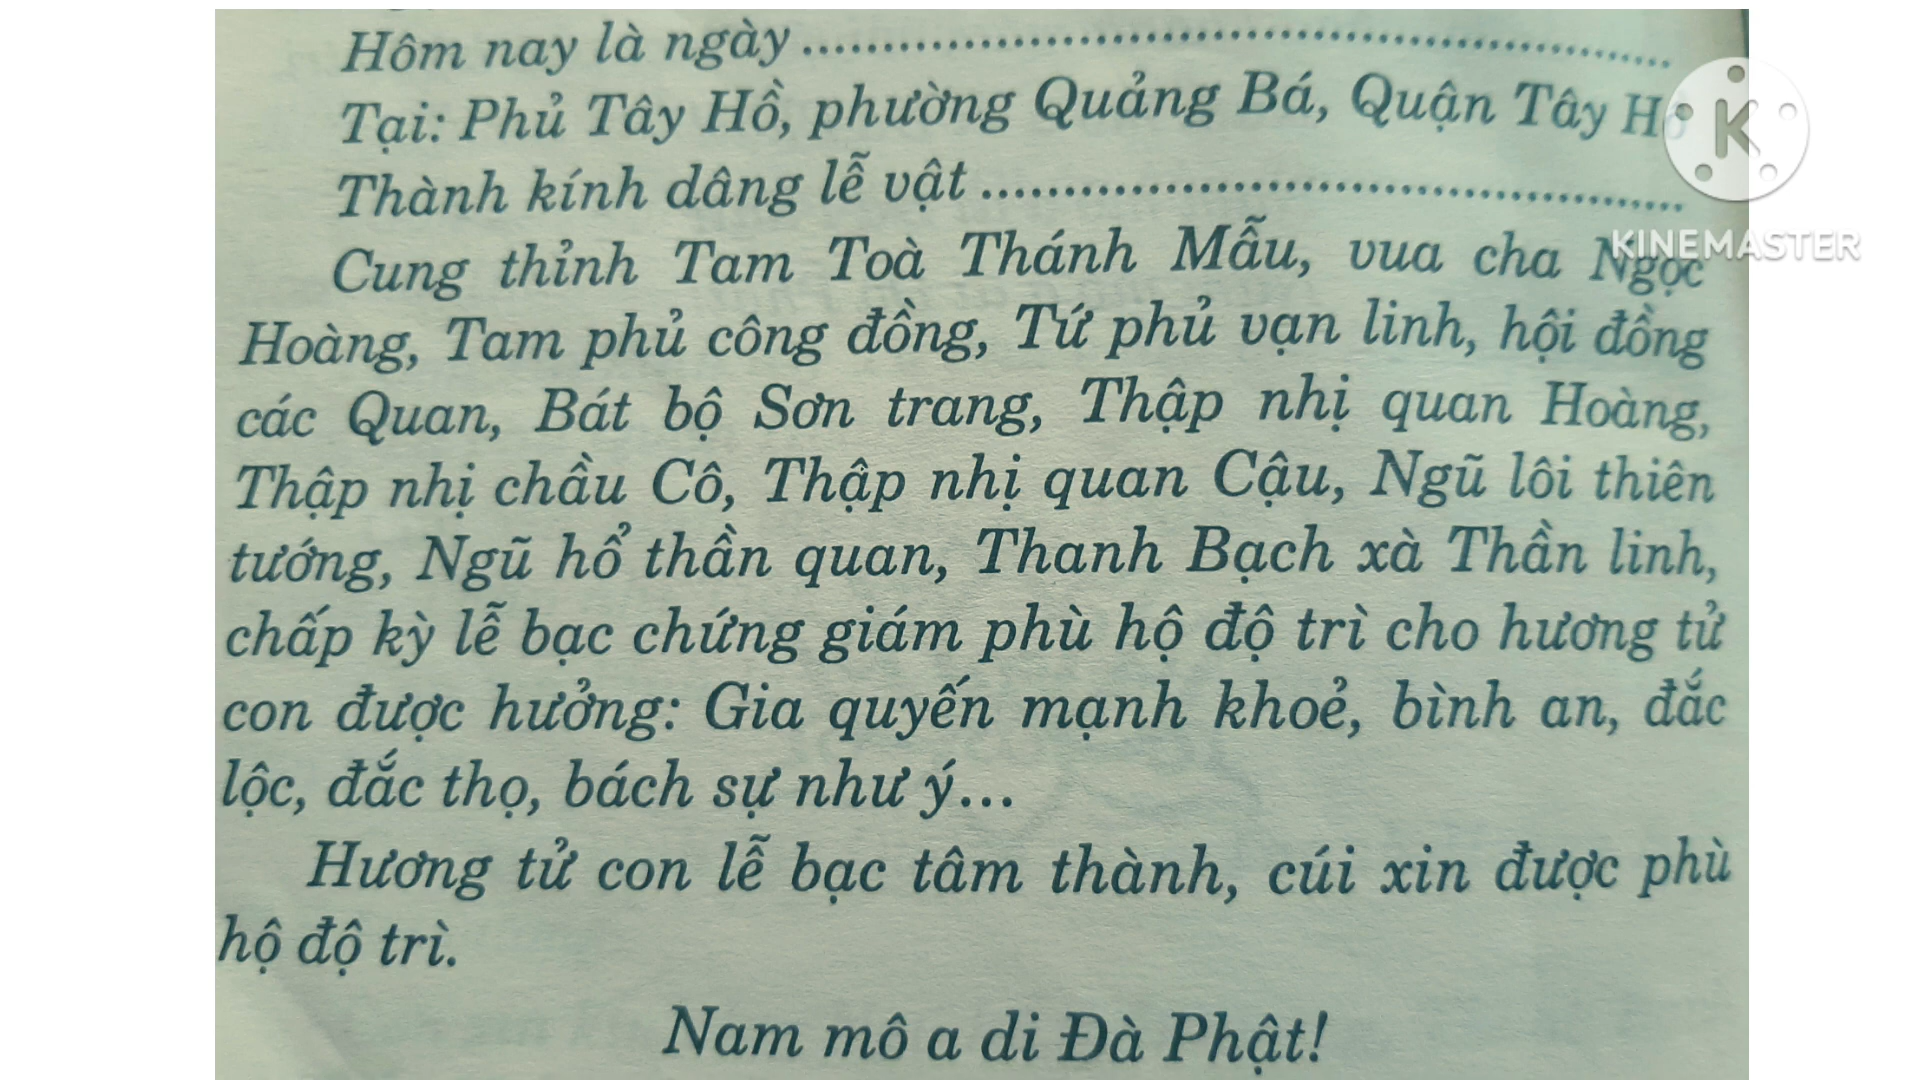 Hôm nay là ngày ........................................................
Tại: Phủ Tây Hồ, phường Quảng Bá, Quận Tây Hồ
Thành kính dâng lễ vật ............................................
Cung thỉnh Tam Toà Thánh Mẫu, vua cha Ngọc
Hoàng, Tam phủ công đồng, Tứ phủ vạn linh, hội đồng
các Quan, Bát bộ Sơn trang, Thập nhị quan Hoàng,
Thập nhị chầu Cô, Thập nhị quan Cậu, Ngũ lôi thiên
tướng, Ngũ hổ thần quan, Thanh Bạch xà Thần linh,
chấp kỳ lễ bạc chứng giám phù hộ độ trì cho hương tử
con được hưởng: Gia quyến mạnh khoẻ, bình an, đắc
lộc, đắc thọ, bách sự như ý...
Hương tử con lễ bạc tâm thành, cúi xin được phù
hộ độ trì.
Nam mô a di Đà Phật!
K
KINEMASTER